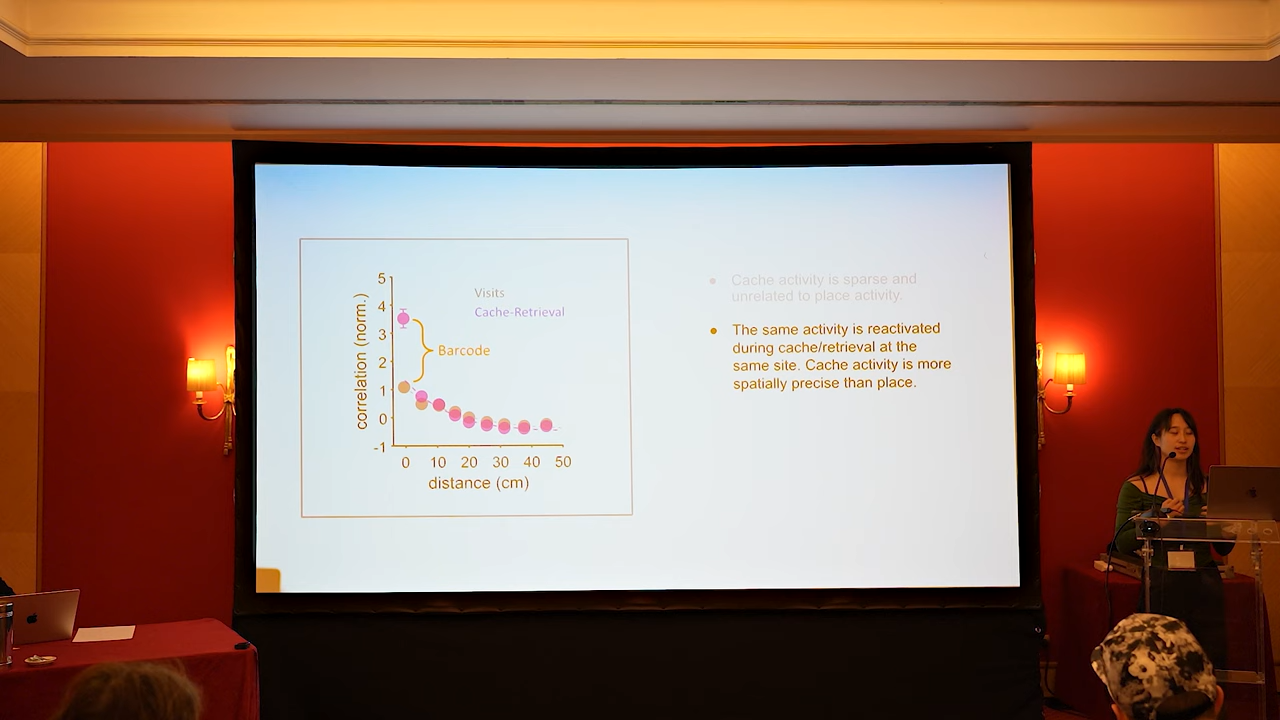 5
4
3
2
1
0
-1
correlation (norm.)
Visits
Cache-Retrieval
Barcode
0 10 20 30 40 50
distance (cm)
Cache activity is sparse and
unrelated to place activity.
The same activity is reactivated
during cache/retrieval at the
same site. Cache activity is more
spatially precise than place.